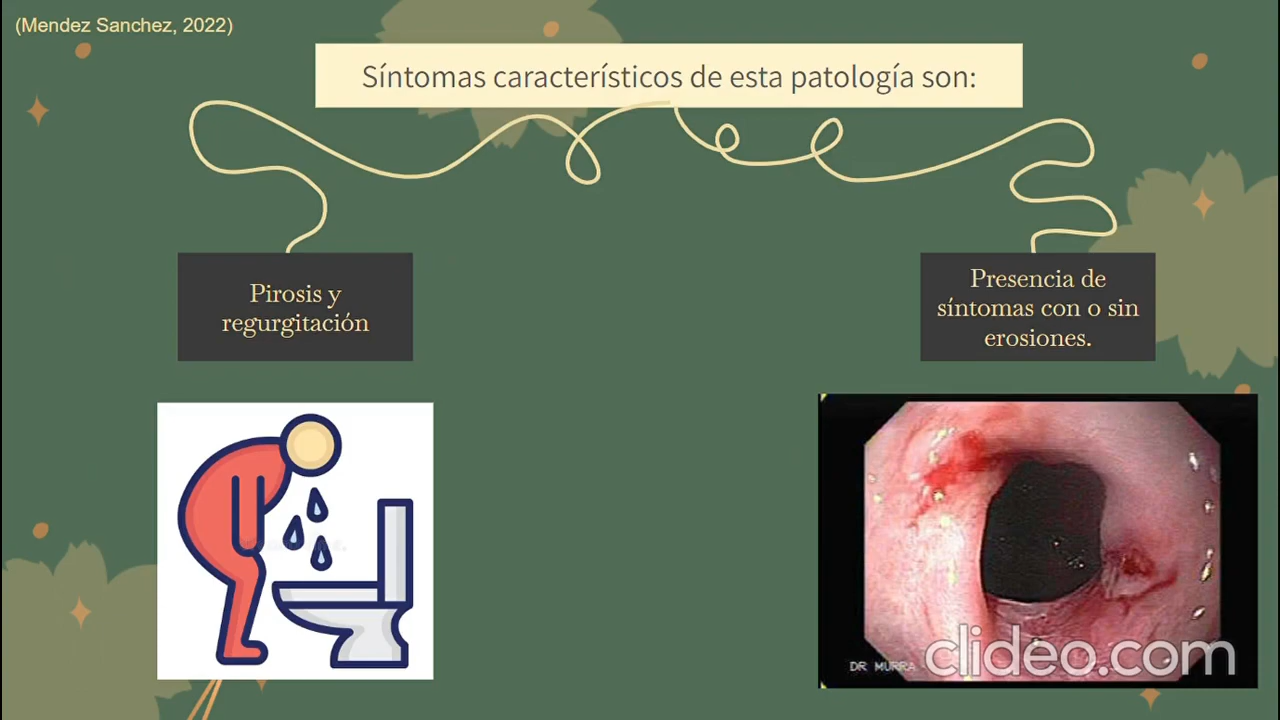 (Mendez Sanchez, 2022)
Síntomas característicos de esta patología son:
Pirosis y
regurgitación
Presencia de
síntomas con o sin
erosiones.
DR MURRA
clideo.com